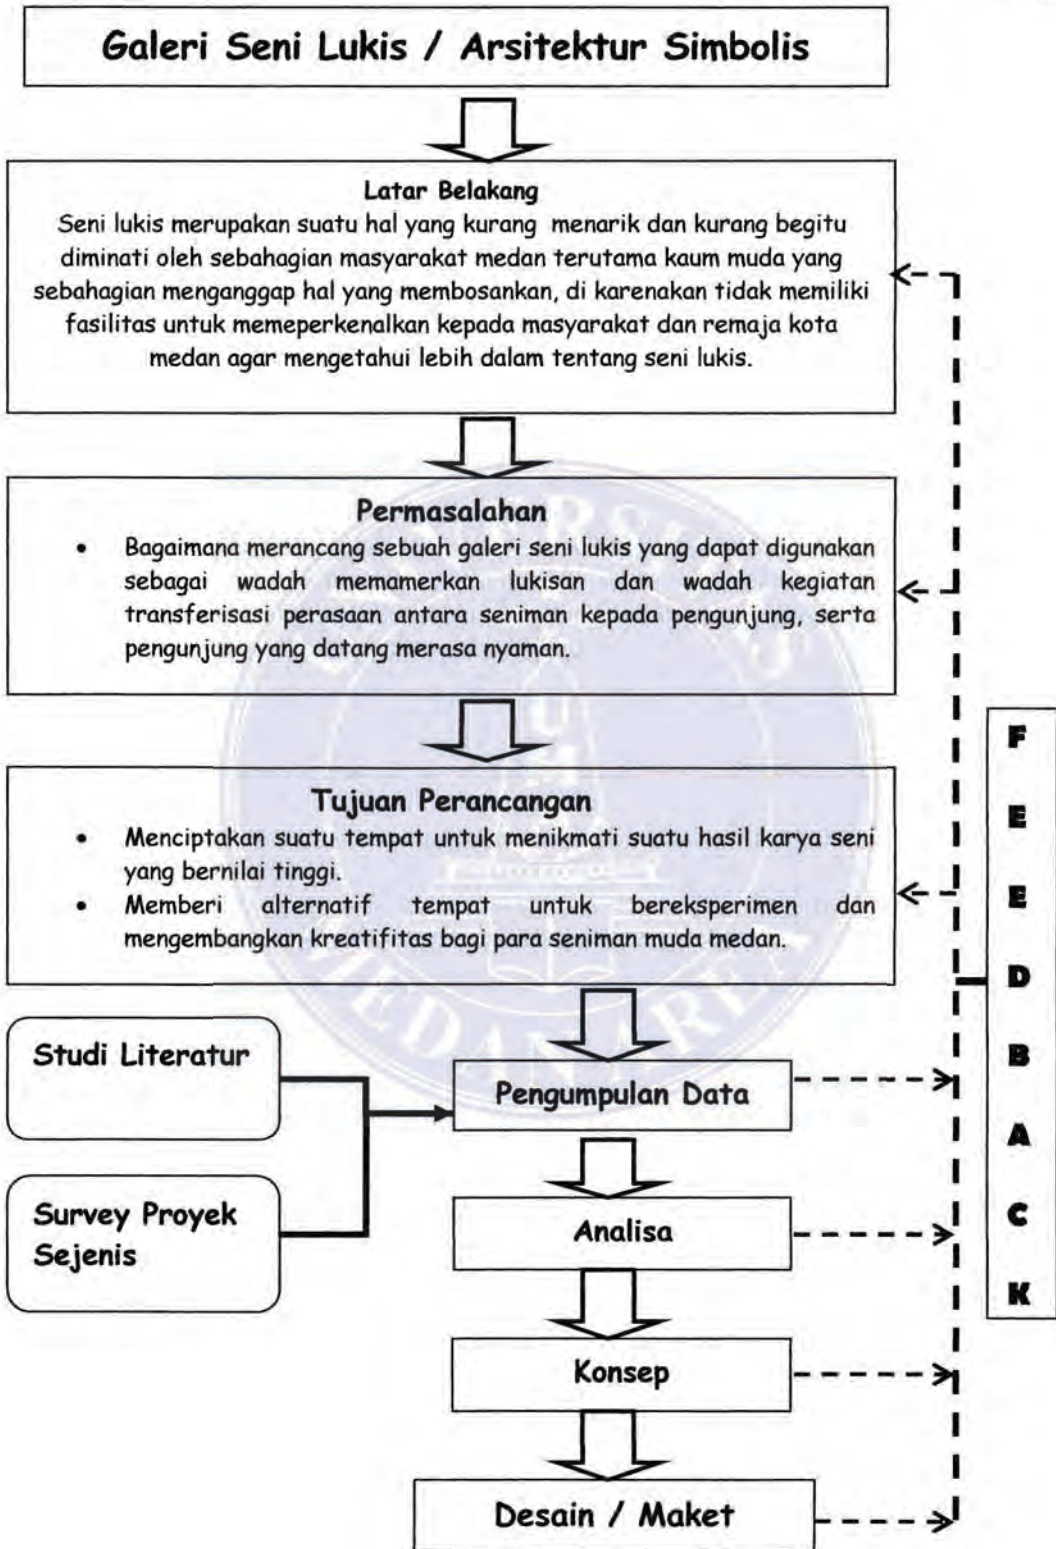 Galeri Seni Lukis / Arsitektur Simbolis
Latar Belakang
Seni lukis merupakan suatu hal yang kurang menarik dan kurang begitu
diminati oleh sebahagian masyarakat medan terutama kaum muda yang
sebahagian menganggap hal yang membosankan, di karenakan tidak memiliki
fasilitas untuk memeperkenalkan kepada masyarakat dan remaja kota
medan agar mengetahui lebih dalam tentang seni lukis.
Permasalahan
• Bagaimana merancang sebuah galeri seni lukis yang dapat digunakan
sebagai wadah memamerkan lukisan dan wadah kegiatan
transferisasi perasaan antara seniman kepada pengunjung, serta
pengunjung yang datang merasa nyaman.
Tujuan Perancangan
• Menciptakan suatu tempat untuk menikmati suatu hasil karya seni
yang bernilai tinggi.
• Memberi alternatif tempat untuk bereksperimen dan
mengembangkan kreatifitas bagi para seniman muda medan.
Studi Literatur
Survey Proyek
Sejenis
Pengumpulan Data
Analisa
Konsep
Desain / Maket
F
E
E
D
B
A
C
K
UNIVERSITAS
MEDAN AREA